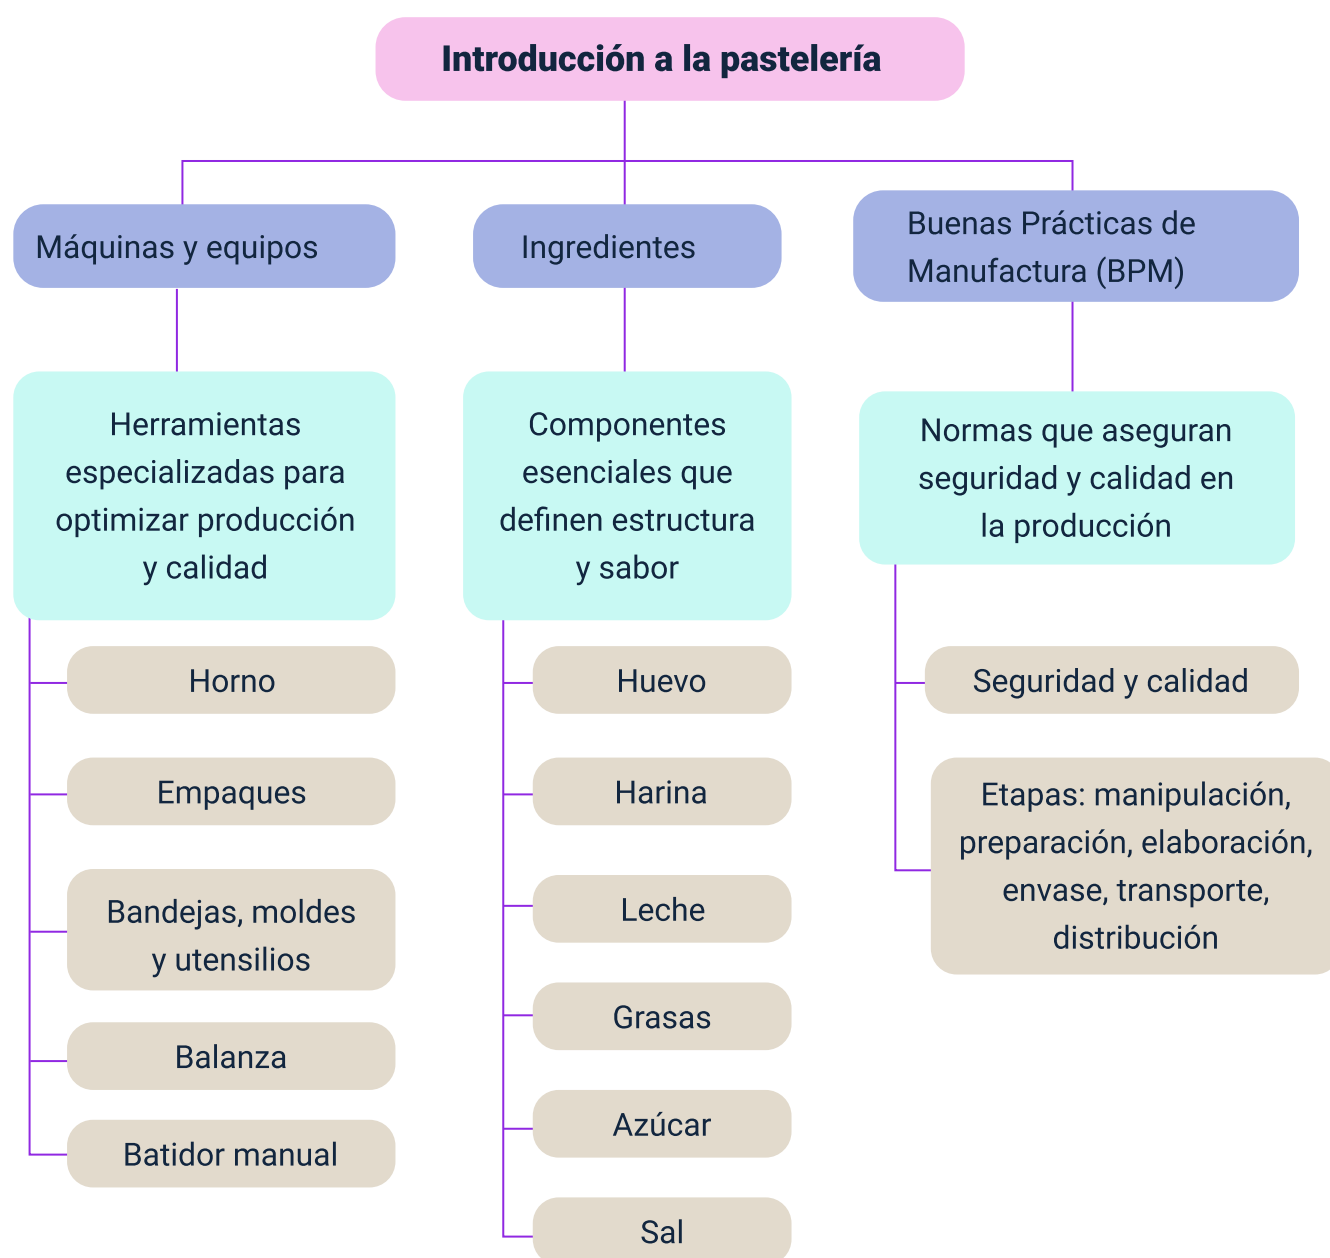 Introducción a la pastelería
Máquinas y equipos
Herramientas
especializadas para
optimizar producción
y calidad
Horno
Empaques
Bandejas, moldes
y utensilios
Balanza
Batidor manual
Ingredientes
Componentes
esenciales que
definen estructura
y sabor
Huevo
Harina
Leche
Grasas
Azúcar
Sal
Buenas Prácticas de
Manufactura (BPM)
Normas que aseguran
seguridad y calidad en
la producción
Seguridad y calidad
Etapas: manipulación,
preparación, elaboración,
envase, transporte,
distribución